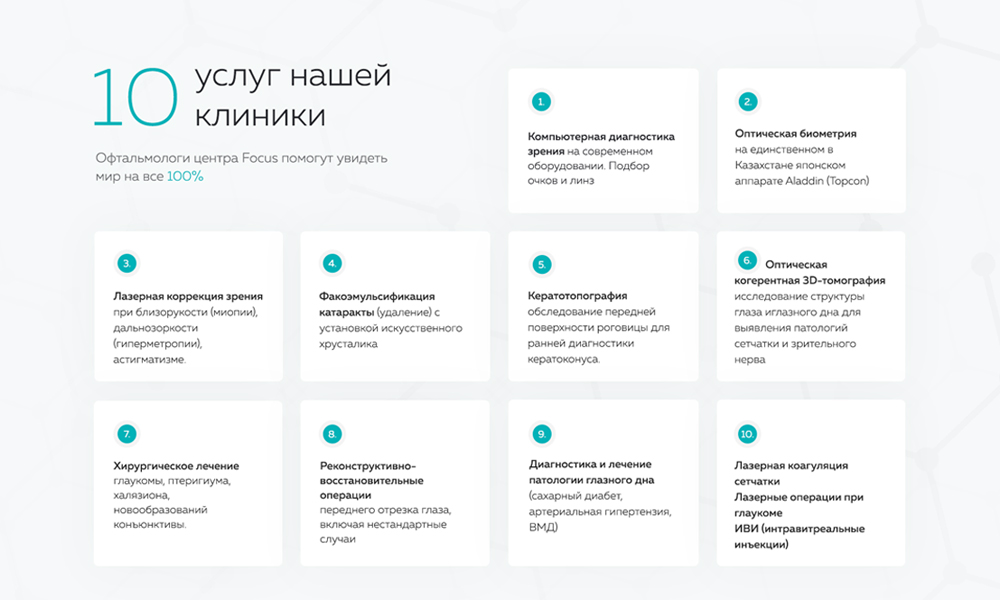 10
услуг нашей
клиники
Офтальмологи центра Focus помогут увидеть
мир на все 100%
1.
Компьютерная диагностика
зрения на современном
оборудовании. Подбор
очков и линз
2.
Оптическая биометрия
на единственном в
Казахстане японском
аппарате Aladdin (Topcon)
3.
Лазерная коррекция зрения
при близорукости (миопии),
дальнозоркости
(гиперметропии),
астигматизме.
4.
Факоэмульсификация
катаракты (удаление) с
установкой искусственного
хрусталика
5.
Кератотопография
обследование передней
поверхности роговицы для
ранней диагностики
кератоконуса.
6.
Оптическая
когерентная 3D-томография
исследование структуры
глаза иглазного дна для
выявления патологий
сетчатки и зрительного
нерва
7.
Хирургическое лечение
глаукомы, птеригиума,
халязиона,
новообразований
конъюнктивы.
8.
Реконструктивно-
восстановительные
операции
переднего отрезка глаза,
включая нестандартные
случаи
9.
Диагностика и лечение
патологии глазного дна
(сахарный диабет,
артериальная гипертензия,
ВМД)
10.
Лазерная коагуляция
сетчатки
Лазерные операции при
глаукоме
ИВИ (интравитреальные
инъекции)